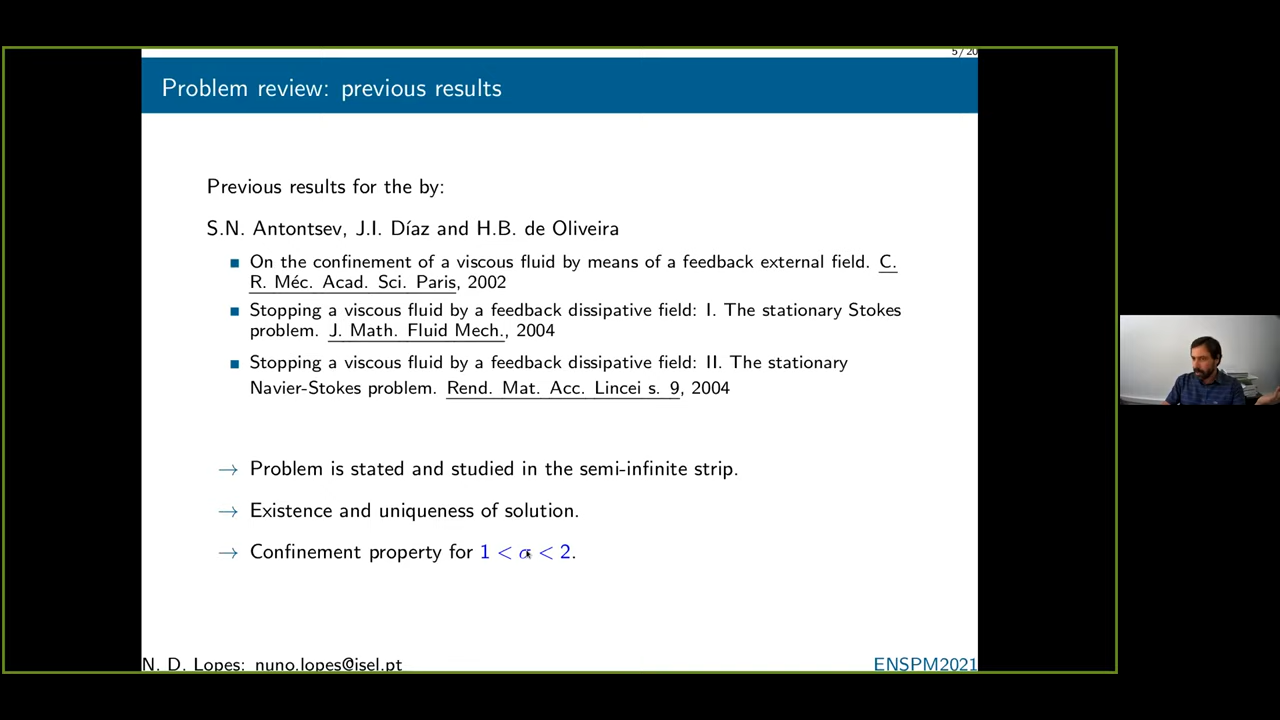 5/20
Problem review: previous results
Previous results for the by:
S.N. Antontsev, J.I. Díaz and H.B. de Oliveira
On the confinement of a viscous fluid by means of a feedback external field. C.
R. Méc. Acad. Sci. Paris, 2002
Stopping a viscous fluid by a feedback dissipative field: I. The stationary Stokes
problem. J. Math. Fluid Mech., 2004
Stopping a viscous fluid by a feedback dissipative field: II. The stationary
Navier-Stokes problem. Rend. Mat. Acc. Lincei s. 9, 2004
→ Problem is stated and studied in the semi-infinite strip.
→ Existence and uniqueness of solution.
→ Confinement property for 1 < α < 2.
N. D. Lopes: nuno.lopes@isel.pt
ENSPM2021